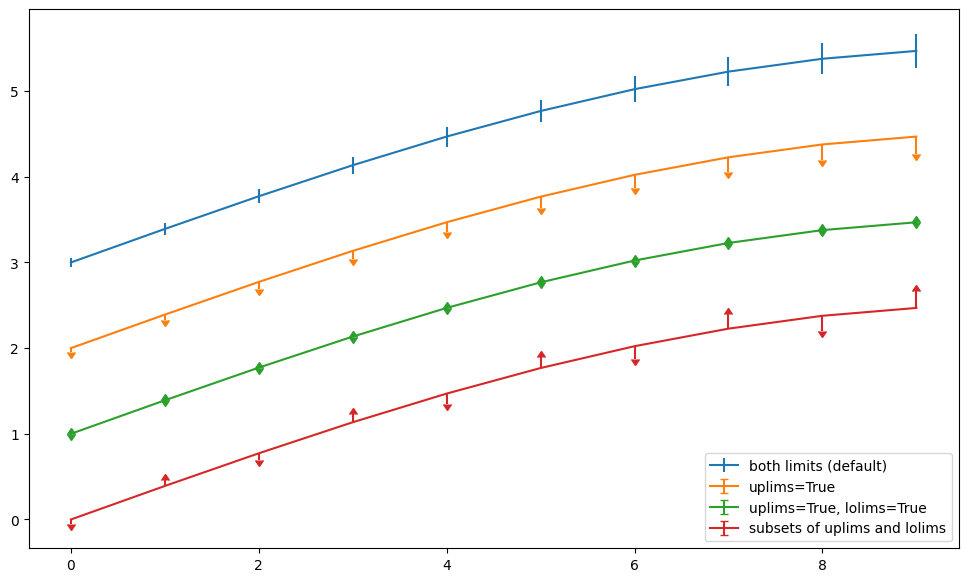 5
4
3
2
1
0
0
2
4
6
8
both limits (default)
uplims=True
uplims=True, lolims=True
subsets of uplims and lolims